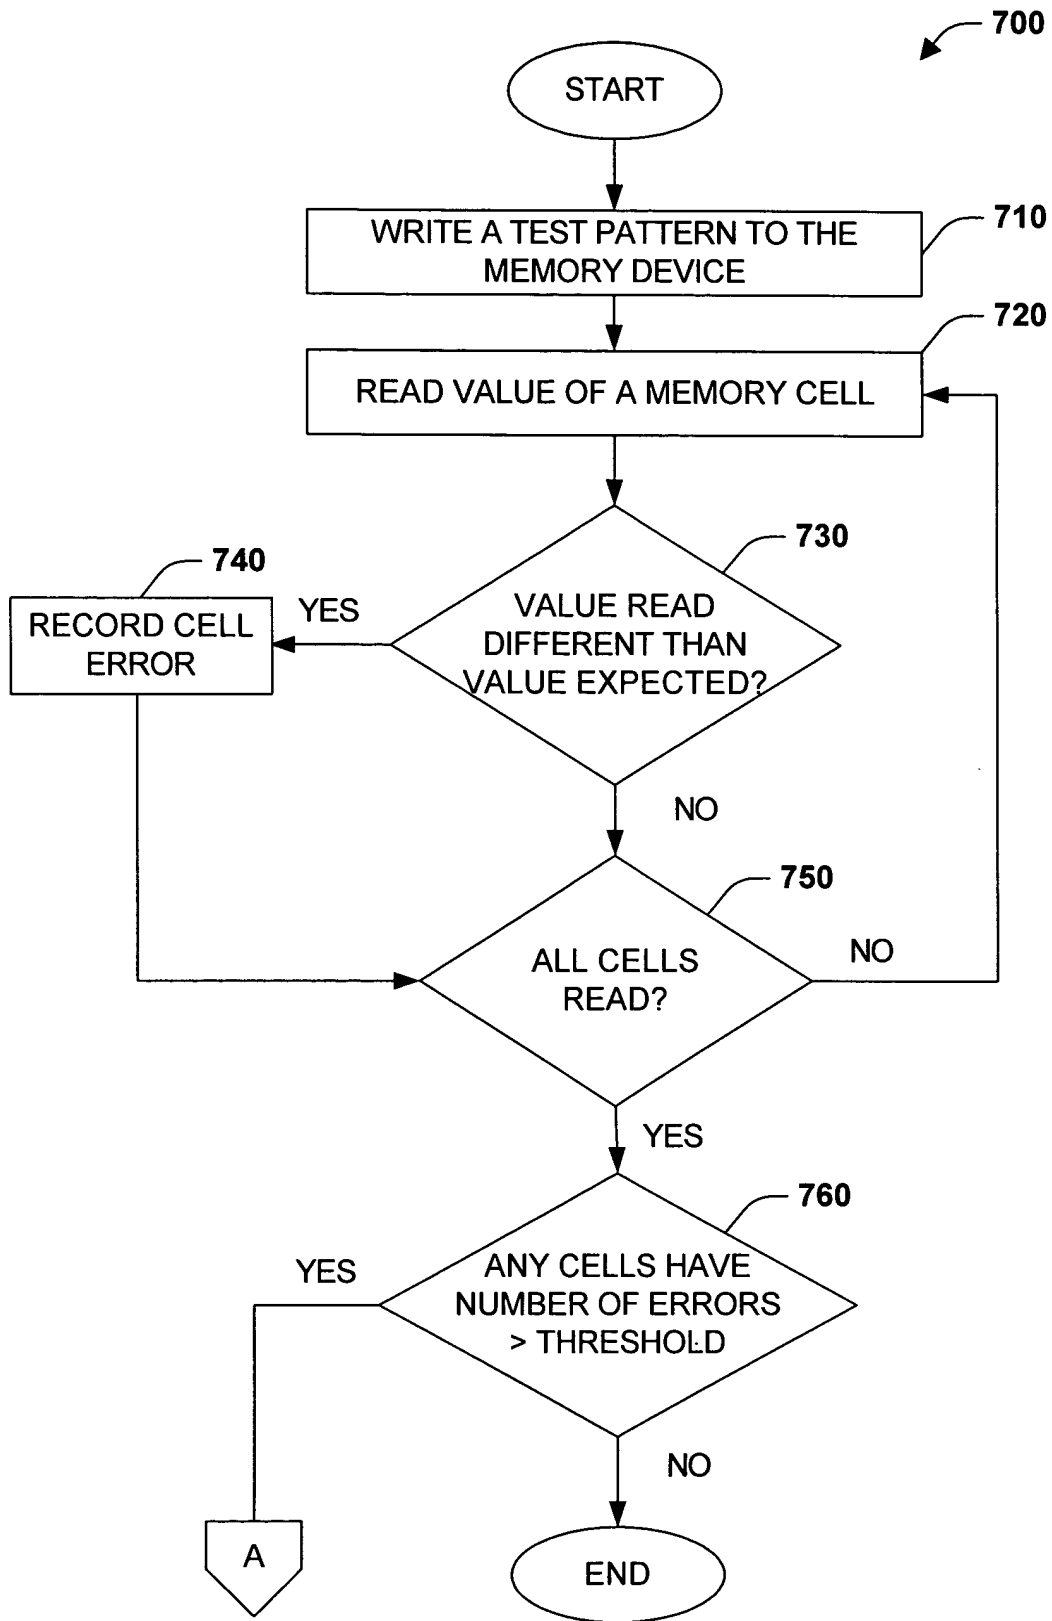 700
START
710
WRITE A TEST PATTERN TO THE
MEMORY DEVICE
720
READ VALUE OF A MEMORY CELL
730
740
YES
VALUE READ
DIFFERENT THAN
VALUE EXPECTED?
RECORD CELL
ERROR
NO
750
NO
ALL CELLS
READ?
YES
760
YES
ANY CELLS HAVE
NUMBER OF ERRORS
> THRESHOLD
NO
A
END